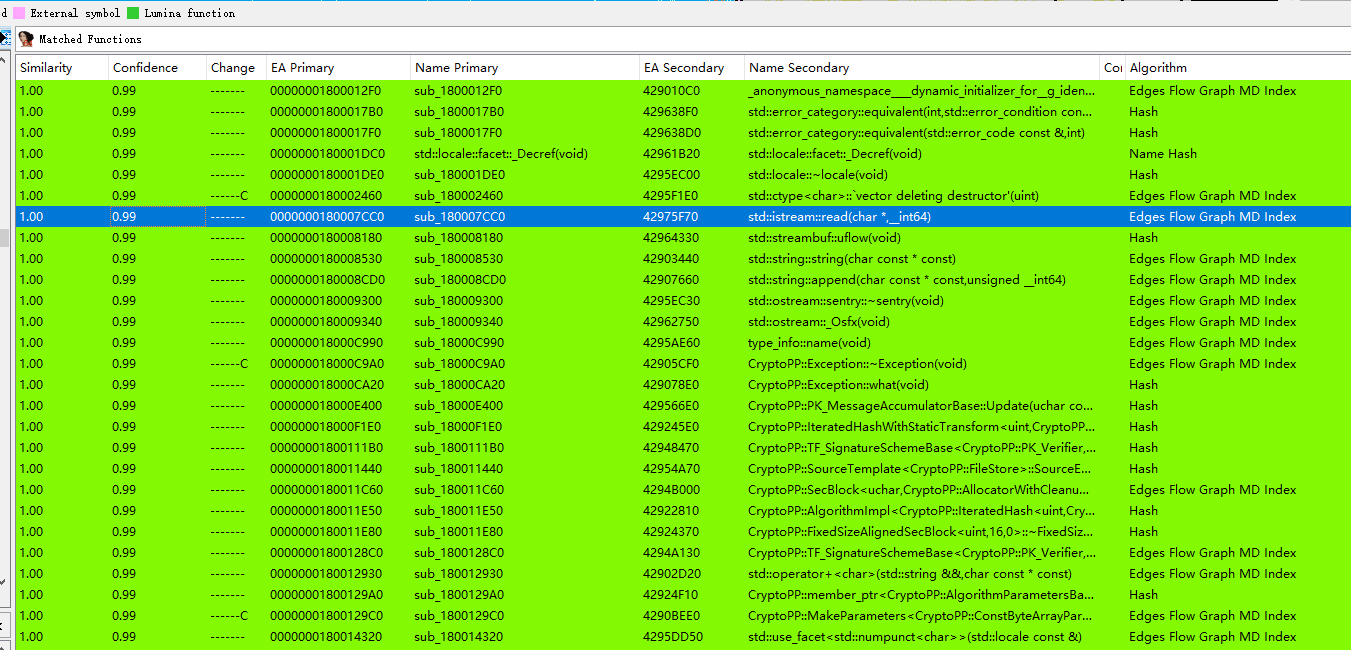 d External symbol Lumina function
Matched Functions
Similarity Confidence Change EA Primary Name Primary EA Secondary Name Secondary Co Algorithm
1.00 0.99 ------- 00000001800012F0 sub_1800012F0 429010C0 _anonymous_namespace___dynamic_initializer_for__g_iden... Edges Flow Graph MD Index
1.00 0.99 ------- 00000001800017B0 sub_1800017B0 429638F0 std::error_category::equivalent(int,std::error_condition con... Hash
1.00 0.99 ------- 00000001800017F0 sub_1800017F0 429638D0 std::error_category::equivalent(std::error_code const &,int) Hash
1.00 0.99 ------- 0000000180001DC0 std::locale::facet::_Decref(void) 42961B20 std::locale::facet::_Decref(void) Name Hash
1.00 0.99 ------- 0000000180001DE0 sub_180001DE0 4295EC00 std::locale::~locale(void) Hash
1.00 0.99 ------C 0000000180002460 sub_180002460 4295F1E0 std::ctype<char>::`vector deleting destructor'(uint) Edges Flow Graph MD Index
1.00 0.99 ------- 0000000180007CC0 sub_180007CC0 42975F70 std::istream::read(char *,__int64) Edges Flow Graph MD Index
1.00 0.99 ------- 0000000180008180 sub_180008180 42964330 std::streambuf::uflow(void) Hash
1.00 0.99 ------- 0000000180008530 sub_180008530 42903440 std::string::string(char const * const) Edges Flow Graph MD Index
1.00 0.99 ------- 0000000180008CD0 sub_180008CD0 42907660 std::string::append(char const * const,unsigned __int64) Edges Flow Graph MD Index
1.00 0.99 ------- 0000000180009300 sub_180009300 4295EC30 std::ostream::sentry::~sentry(void) Edges Flow Graph MD Index
1.00 0.99 ------- 0000000180009340 sub_180009340 42962750 std::ostream::_Osfx(void) Edges Flow Graph MD Index
1.00 0.99 ------- 000000018000C990 sub_18000C990 4295AE60 type_info::name(void) Edges Flow Graph MD Index
1.00 0.99 ------C 000000018000C9A0 sub_18000C9A0 42905CF0 CryptoPP::Exception::~Exception(void) Edges Flow Graph MD Index
1.00 0.99 ------- 000000018000CA20 sub_18000CA20 429078E0 CryptoPP::Exception::what(void) Hash
1.00 0.99 ------- 000000018000E400 sub_18000E400 429566E0 CryptoPP::PK_MessageAccumulatorBase::Update(uchar co... Hash
1.00 0.99 ------- 000000018000F1E0 sub_18000F1E0 429245E0 CryptoPP::IteratedHashWithStaticTransform<uint,CryptoPP... Hash
1.00 0.99 ------- 00000001800111B0 sub_1800111B0 42948470 CryptoPP::TF_SignatureSchemeBase<CryptoPP::PK_Verifier,... Hash
1.00 0.99 ------- 0000000180011440 sub_180011440 42954A70 CryptoPP::SourceTemplate<CryptoPP::FileStore>::SourceE... Hash
1.00 0.99 ------- 0000000180011C60 sub_180011C60 4294B000 CryptoPP::SecBlock<uchar,CryptoPP::AllocatorWithCleanu... Edges Flow Graph MD Index
1.00 0.99 ------- 0000000180011E50 sub_180011E50 42922810 CryptoPP::AlgorithmImpl<CryptoPP::IteratedHash<uint,Cry... Hash
1.00 0.99 ------- 0000000180011E80 sub_180011E80 42924370 CryptoPP::FixedSizeAlignedSecBlock<uint,16,0>::~FixedSiz... Hash
1.00 0.99 ------- 00000001800128C0 sub_1800128C0 4294A130 CryptoPP::TF_SignatureSchemeBase<CryptoPP::PK_Verifier,... Edges Flow Graph MD Index
1.00 0.99 ------- 0000000180012930 sub_180012930 42902D20 std::operator+<char>(std::string &&,char const * const) Edges Flow Graph MD Index
1.00 0.99 ------- 00000001800129A0 sub_1800129A0 42924F10 CryptoPP::member_ptr<CryptoPP::AlgorithmParametersBa... Hash
1.00 0.99 ------C 00000001800129C0 sub_1800129C0 4290BEE0 CryptoPP::MakeParameters<CryptoPP::ConstByteArrayPar... Edges Flow Graph MD Index
1.00 0.99 ------- 0000000180014320 sub_180014320 4295DD50 std::use_facet<std::numpunct<char>>(std::locale const &) Edges Flow Graph MD Index